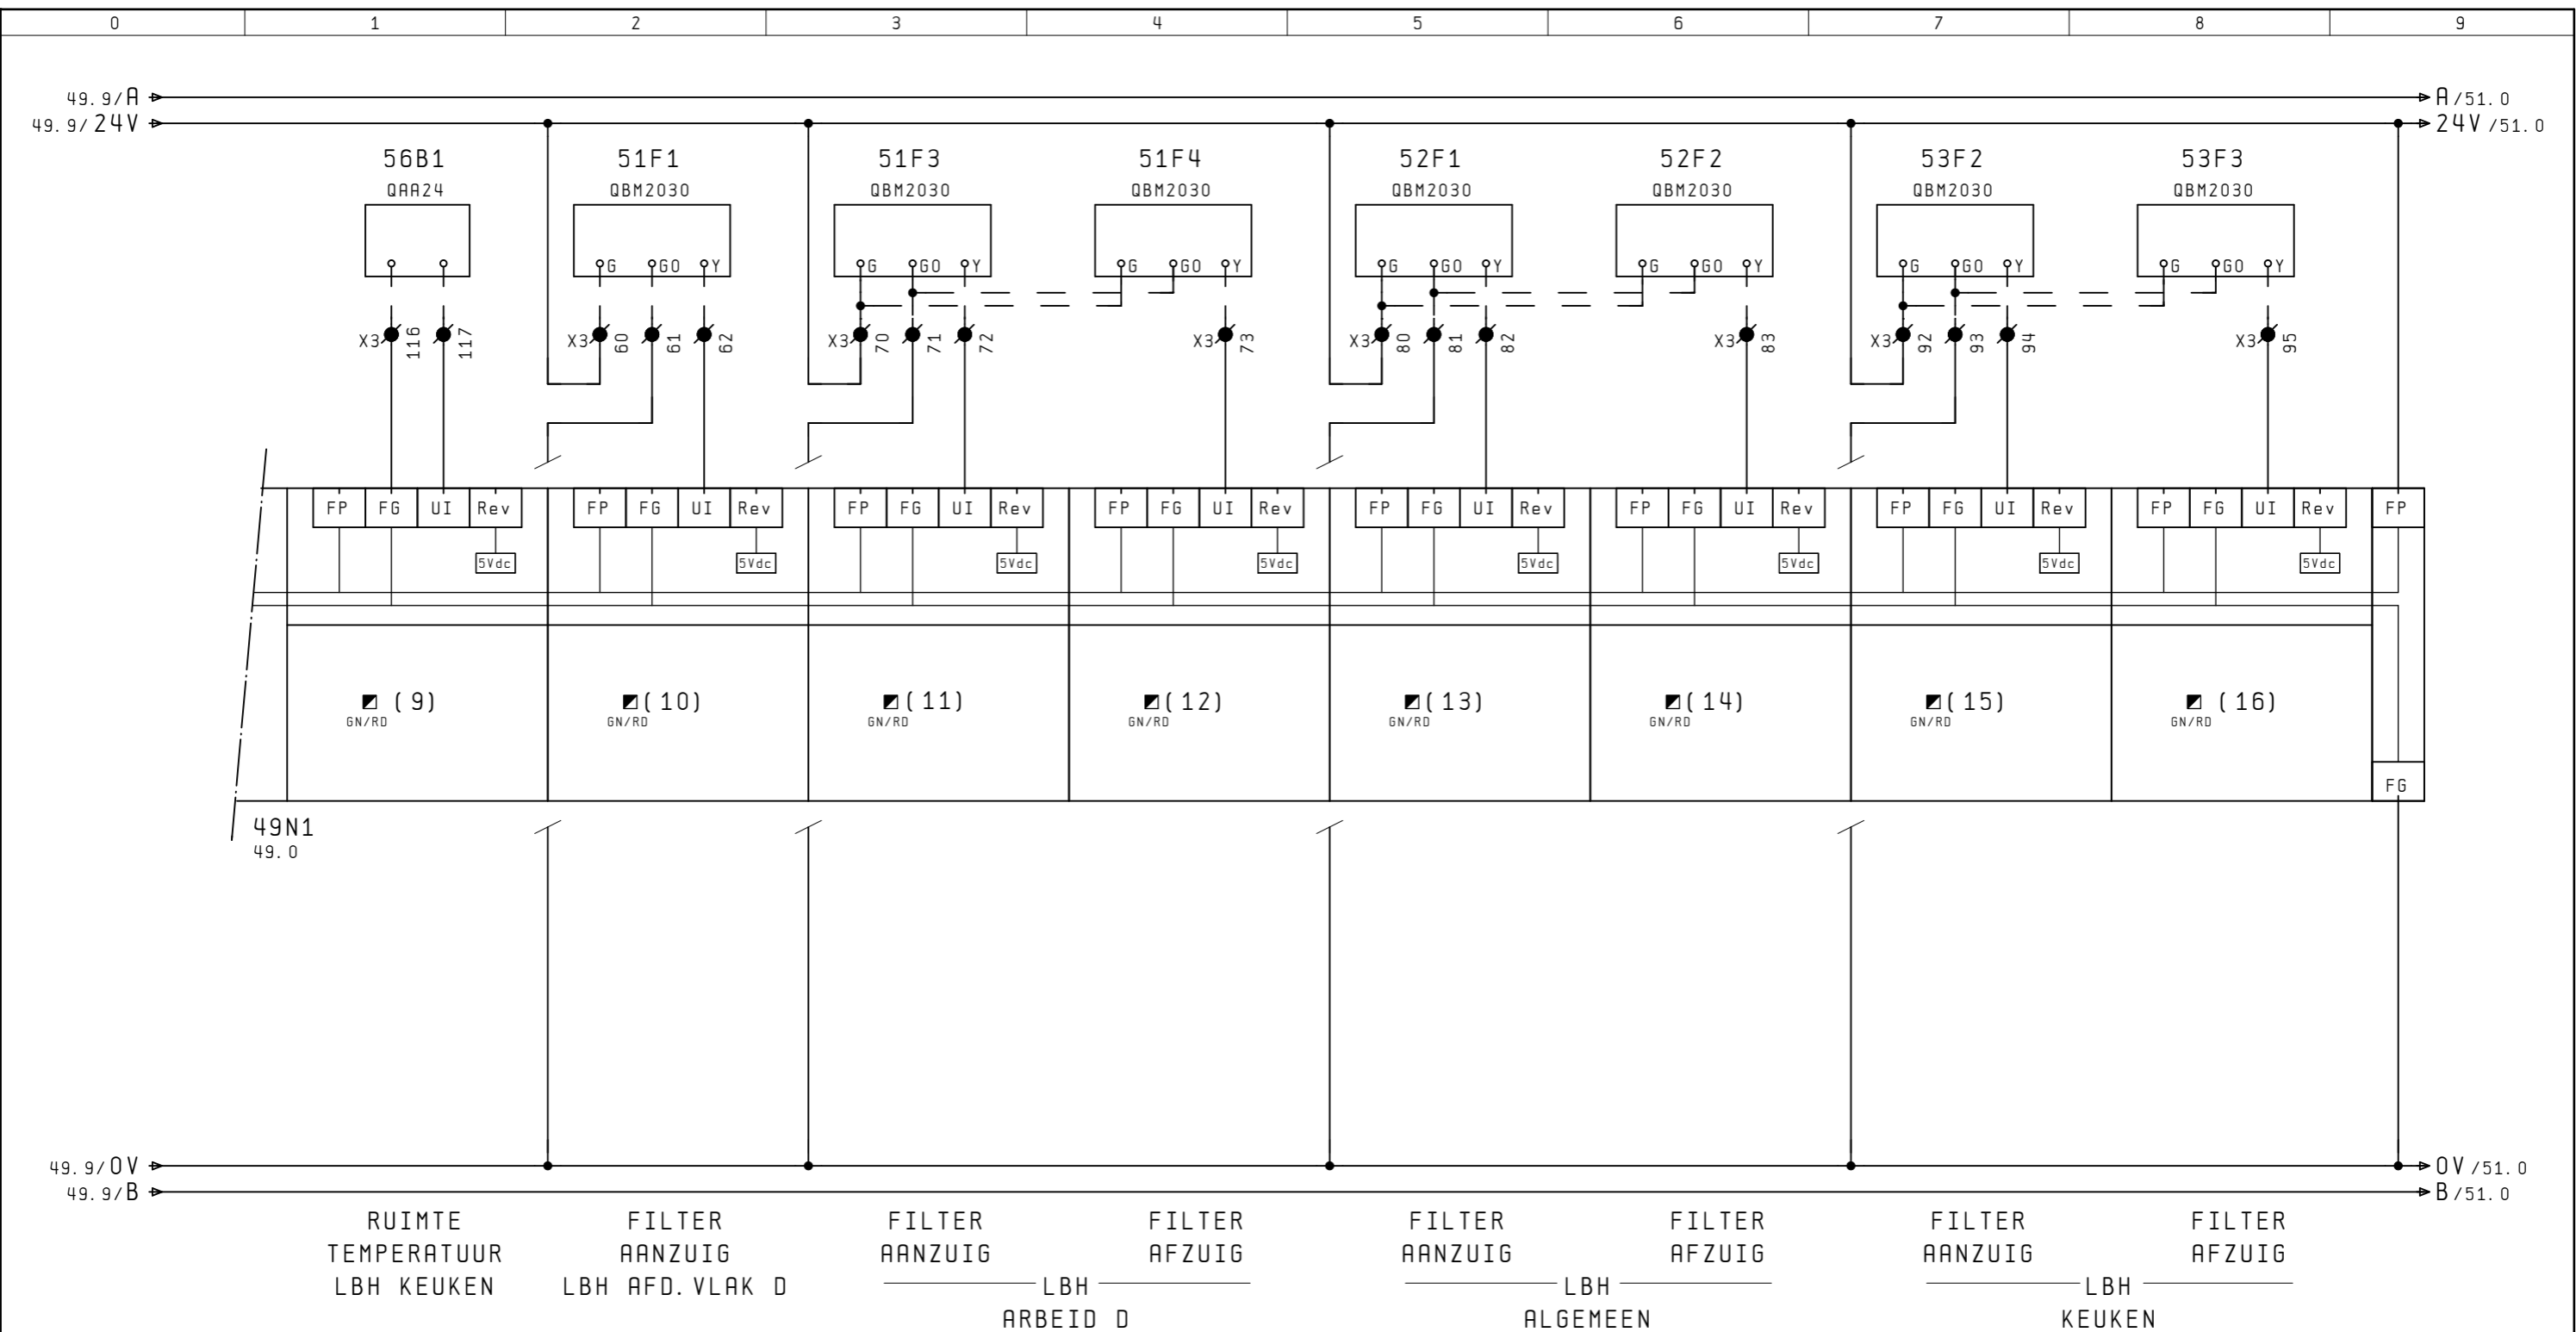 0 1 2 3 4 5 6 7 8 9
49.9/A A/51.0
49.9/24V 24V/51.0
56B1 51F1 51F3 51F4 52F1 52F2 53F2 53F3
QAA24 QBM2030 QBM2030 QBM2030 QBM2030 QBM2030 QBM2030 QBM2030
G GO Y G GO Y G GO Y G GO Y G GO Y G GO Y G GO Y
X3 116 117 X3 60 61 62 X3 70 71 72 X3 73 X3 80 81 82 X3 83 X3 92 93 94 X3 95
FP FG UI Rev FP FG UI Rev FP FG UI Rev FP FG UI Rev FP FG UI Rev FP FG UI Rev FP FG UI Rev FP FG UI Rev FP
5Vdc 5Vdc 5Vdc 5Vdc 5Vdc 5Vdc 5Vdc 5Vdc
(9) (10) (11) (12) (13) (14) (15) (16)
GN/RD GN/RD GN/RD GN/RD GN/RD GN/RD GN/RD GN/RD
FG
49N1
49.0
49.9/0V 0V/51.0
49.9/B B/51.0
RUIMTE FILTER FILTER FILTER FILTER FILTER FILTER FILTER
TEMPERATUUR AANZUIG AANZUIG AFZUIG AANZUIG AFZUIG AANZUIG AFZUIG
LBH KEUKEN LBH AFD.VLAK D LBH LBH LBH
ARBEID D ALGEMEEN KEUKEN